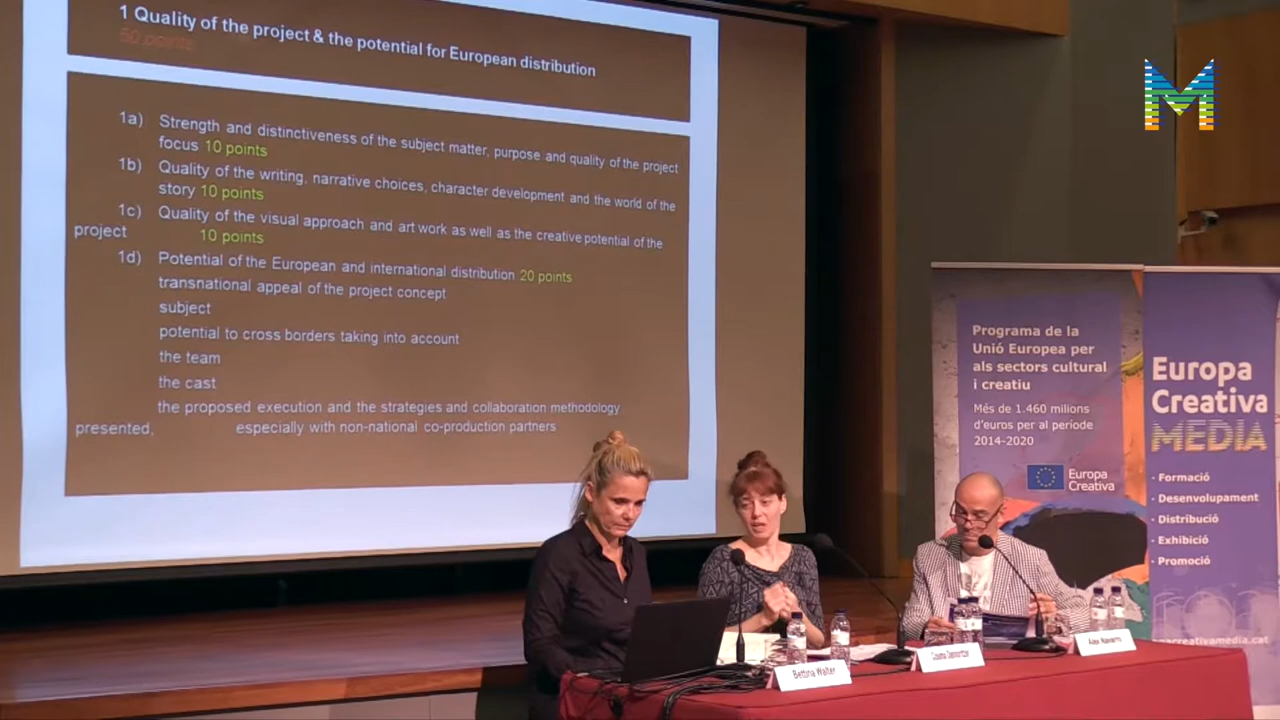 1 Quality of the project & the potential for European distribution
50 points
1a) Strength and distinctiveness of the subject matter, purpose and quality of the project
focus 10 points
1b) Quality of the writing, narrative choices, character development and the world of the
story 10 points
1c) Quality of the visual approach and art work as well as the creative potential of the
project 10 points
1d) Potential of the European and international distribution 20 points
transnational appeal of the project concept
subject
potential to cross borders taking into account
the team
the cast
the proposed execution and the strategies and collaboration methodology
presented, especially with non-national co-production partners
M
Programa de la
Unió Europea per
als sectors cultural
i creatiu
Més de 1.460 milions
d'euros per al període
2014-2020
Europa
Creativa
Europa
Creativa
MEDIA
- Formació
- Desenvolupament
- Distribució
- Exhibició
- Promoció
acreativamedia.cat
Bettina Walter
Alex Navarro